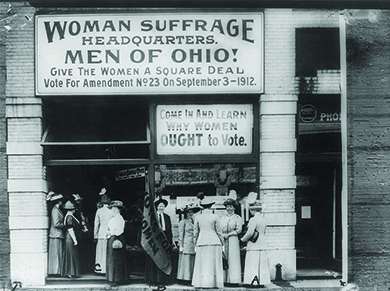 WOMAN SUFFRAGE
HEADQUARTERS.
MEN OF OHIO!
GIVE THE WOMEN A SQUARE DEAL
Vote For Amendment No 23 On September 3-1912.
COME IN AND LEARN
WHY WOMEN
OUGHT to Vote.
PHO
A